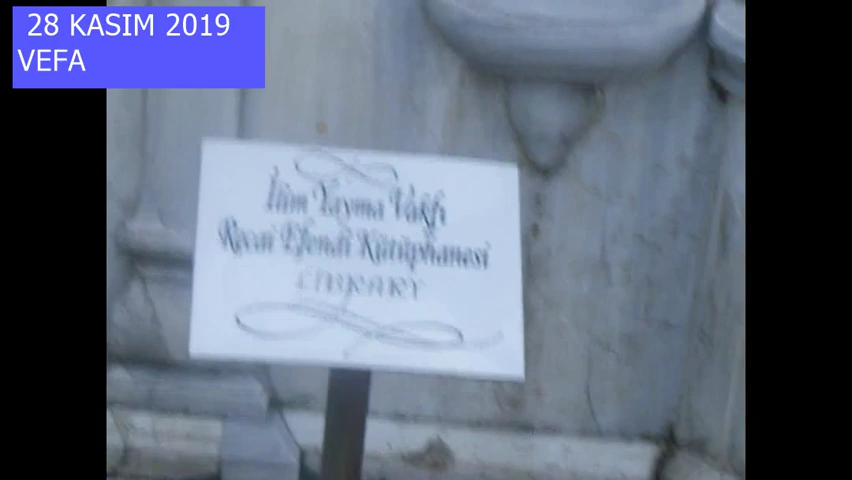 28 KASIM 2019
VEFA
İlim Yayma Vakfı
Recai Efendi Kütüphanesi
LIBRARY